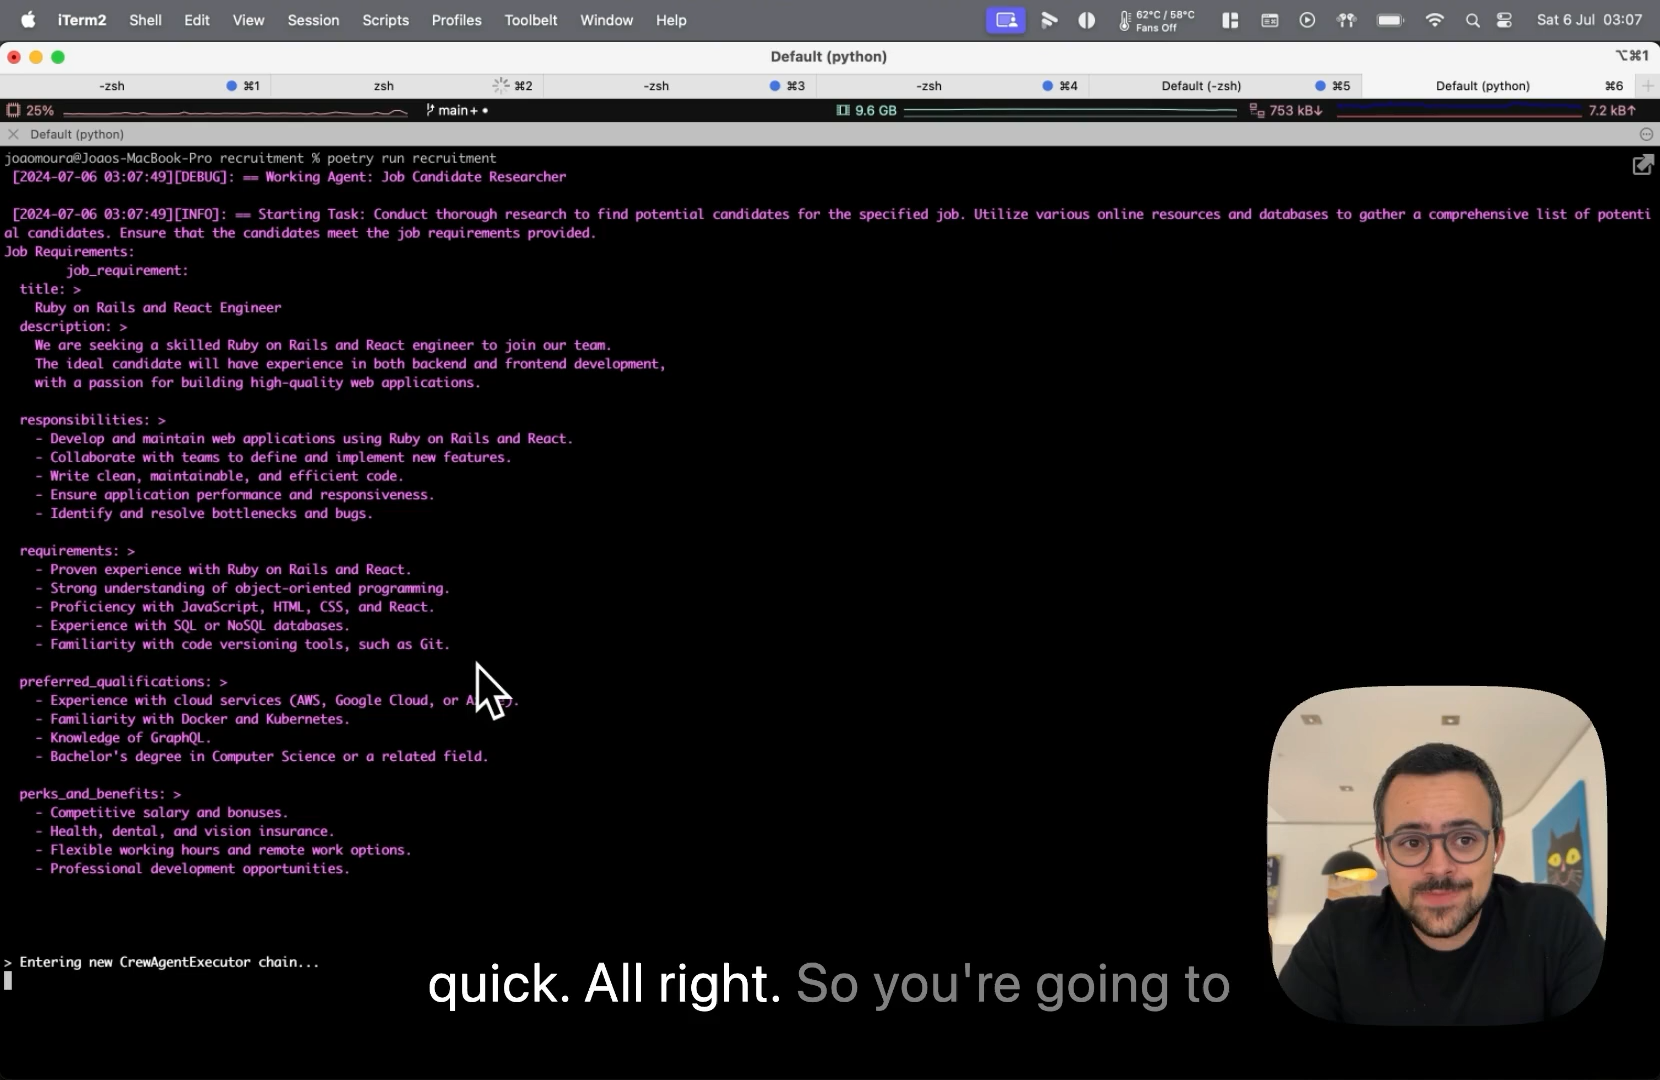 iTerm2 Shell Edit View Session Scripts Profiles Toolbelt Window Help 62°C / 58°C Fans Off Sat 6 Jul 03:07
Default (python) ⌥⌘1
-zsh ⌘1 zsh ⌘2 -zsh ⌘3 -zsh ⌘4 Default (-zsh) ⌘5 Default (python) ⌘6
25% main+• 9.6 GB 753 kB↓ 7.2 kB↑
Default (python)
joaomoura@Joaos-MacBook-Pro recruitment % poetry run recruitment
[2024-07-06 03:07:49][DEBUG]: == Working Agent: Job Candidate Researcher
[2024-07-06 03:07:49][INFO]: == Starting Task: Conduct thorough research to find potential candidates for the specified job. Utilize various online resources and databases to gather a comprehensive list of potenti
al candidates. Ensure that the candidates meet the job requirements provided.
Job Requirements:
job_requirement:
title: >
Ruby on Rails and React Engineer
description: >
We are seeking a skilled Ruby on Rails and React engineer to join our team.
The ideal candidate will have experience in both backend and frontend development,
with a passion for building high-quality web applications.
responsibilities: >
- Develop and maintain web applications using Ruby on Rails and React.
- Collaborate with teams to define and implement new features.
- Write clean, maintainable, and efficient code.
- Ensure application performance and responsiveness.
- Identify and resolve bottlenecks and bugs.
requirements: >
- Proven experience with Ruby on Rails and React.
- Strong understanding of object-oriented programming.
- Proficiency with JavaScript, HTML, CSS, and React.
- Experience with SQL or NoSQL databases.
- Familiarity with code versioning tools, such as Git.
preferred_qualifications: >
- Experience with cloud services (AWS, Google Cloud, or
- Familiarity with Docker and Kubernetes.
- Knowledge of GraphQL.
- Bachelor's degree in Computer Science or a related field.
perks_and_benefits: >
- Competitive salary and bonuses.
- Health, dental, and vision insurance.
- Flexible working hours and remote work options.
- Professional development opportunities.
> Entering new CrewAgentExecutor chain...
quick. All right. So you're going to